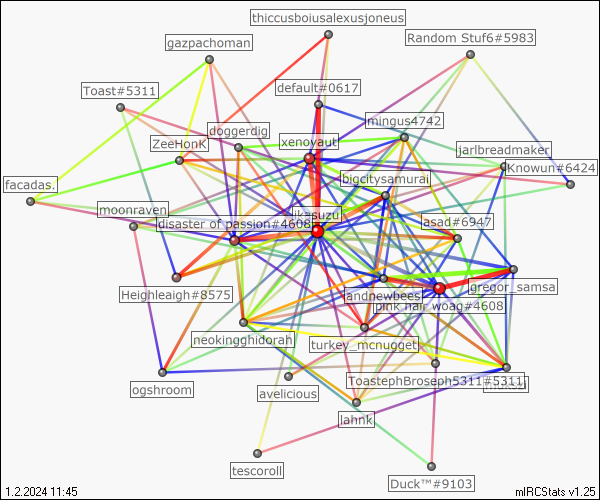 thiccusboiusalexusjoneus
gazpachoman
Random Stuf6#5983
Toast#5311
default#0617
doggerdig
mingus4742
ZeeHonK
xenovaut
jarlbreadmaker
Knowun#6424
bigcitysamurai
facadas.
moonraven
disaster of passion#4608
likesuzu
asad#6947
Heighleaigh#8575
andnewbees
gregor_samsa
pink hair woag#4608
neokingghidorah
turkey_mcnugget
ogshroom
avelicious
ToastephBroseph5311#5311
lahnk
tescoroll
Duck™#9103
1.2.2024 11:45
mIRCStats v1.25